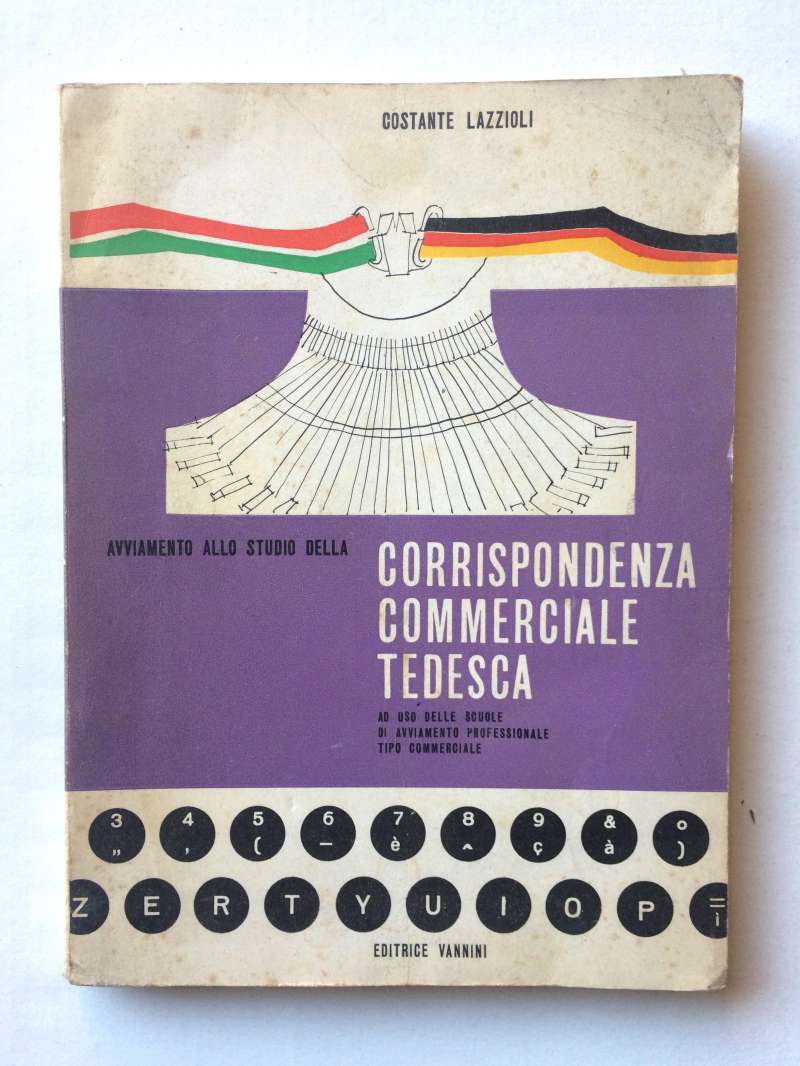 COSTANTE LAZZIOLI
AVVIAMENTO ALLO STUDIO DELLA
CORRISPONDENZA
COMMERCIALE
TEDESCA
AD USO DELLE SCUOLE
DI AVVIAMENTO PROFESSIONALE
TIPO COMMERCIALE
3 4 5 6 7 8 9 & o
„ , ( — è ^ ç à )
Z E R T Y U I O P =
ì
EDITRICE VANNINI